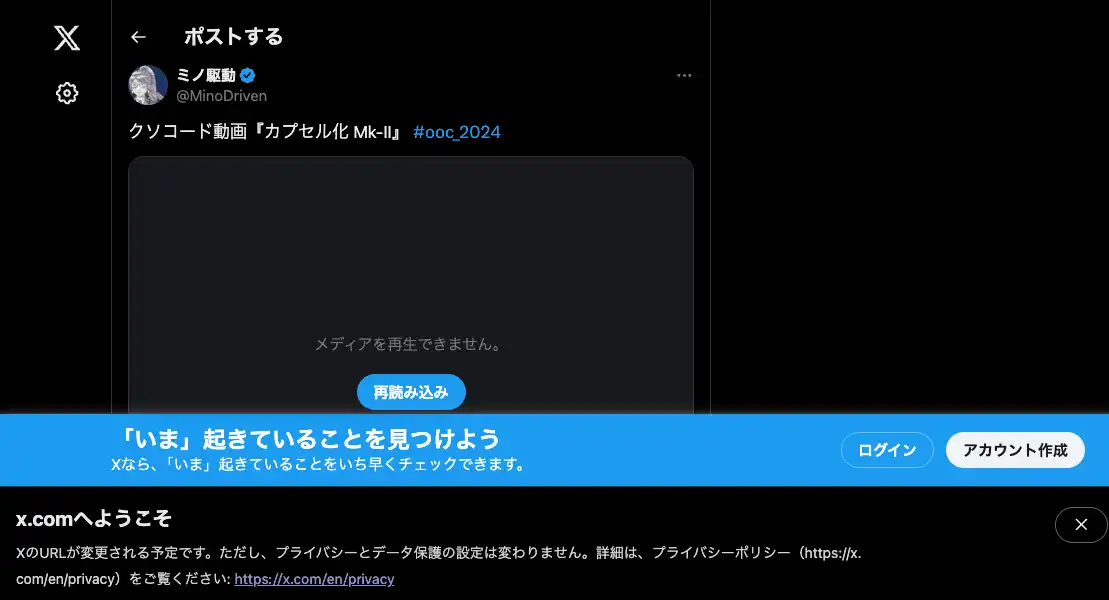 ポストする
ミノ駆動
@MinoDriven
クソコード動画『カプセル化 Mk-II』 #ooc_2024
メディアを再生できません。
再読み込み
「いま」起きていることを見つけよう
Xなら、「いま」起きていることをいち早くチェックできます。
ログイン
アカウント作成
x.comへようこそ
XのURLが変更される予定です。ただし、プライバシーとデータ保護の設定は変わりません。詳細は、プライバシーポリシー（https://x.
com/en/privacy）をご覧ください: https://x.com/en/privacy